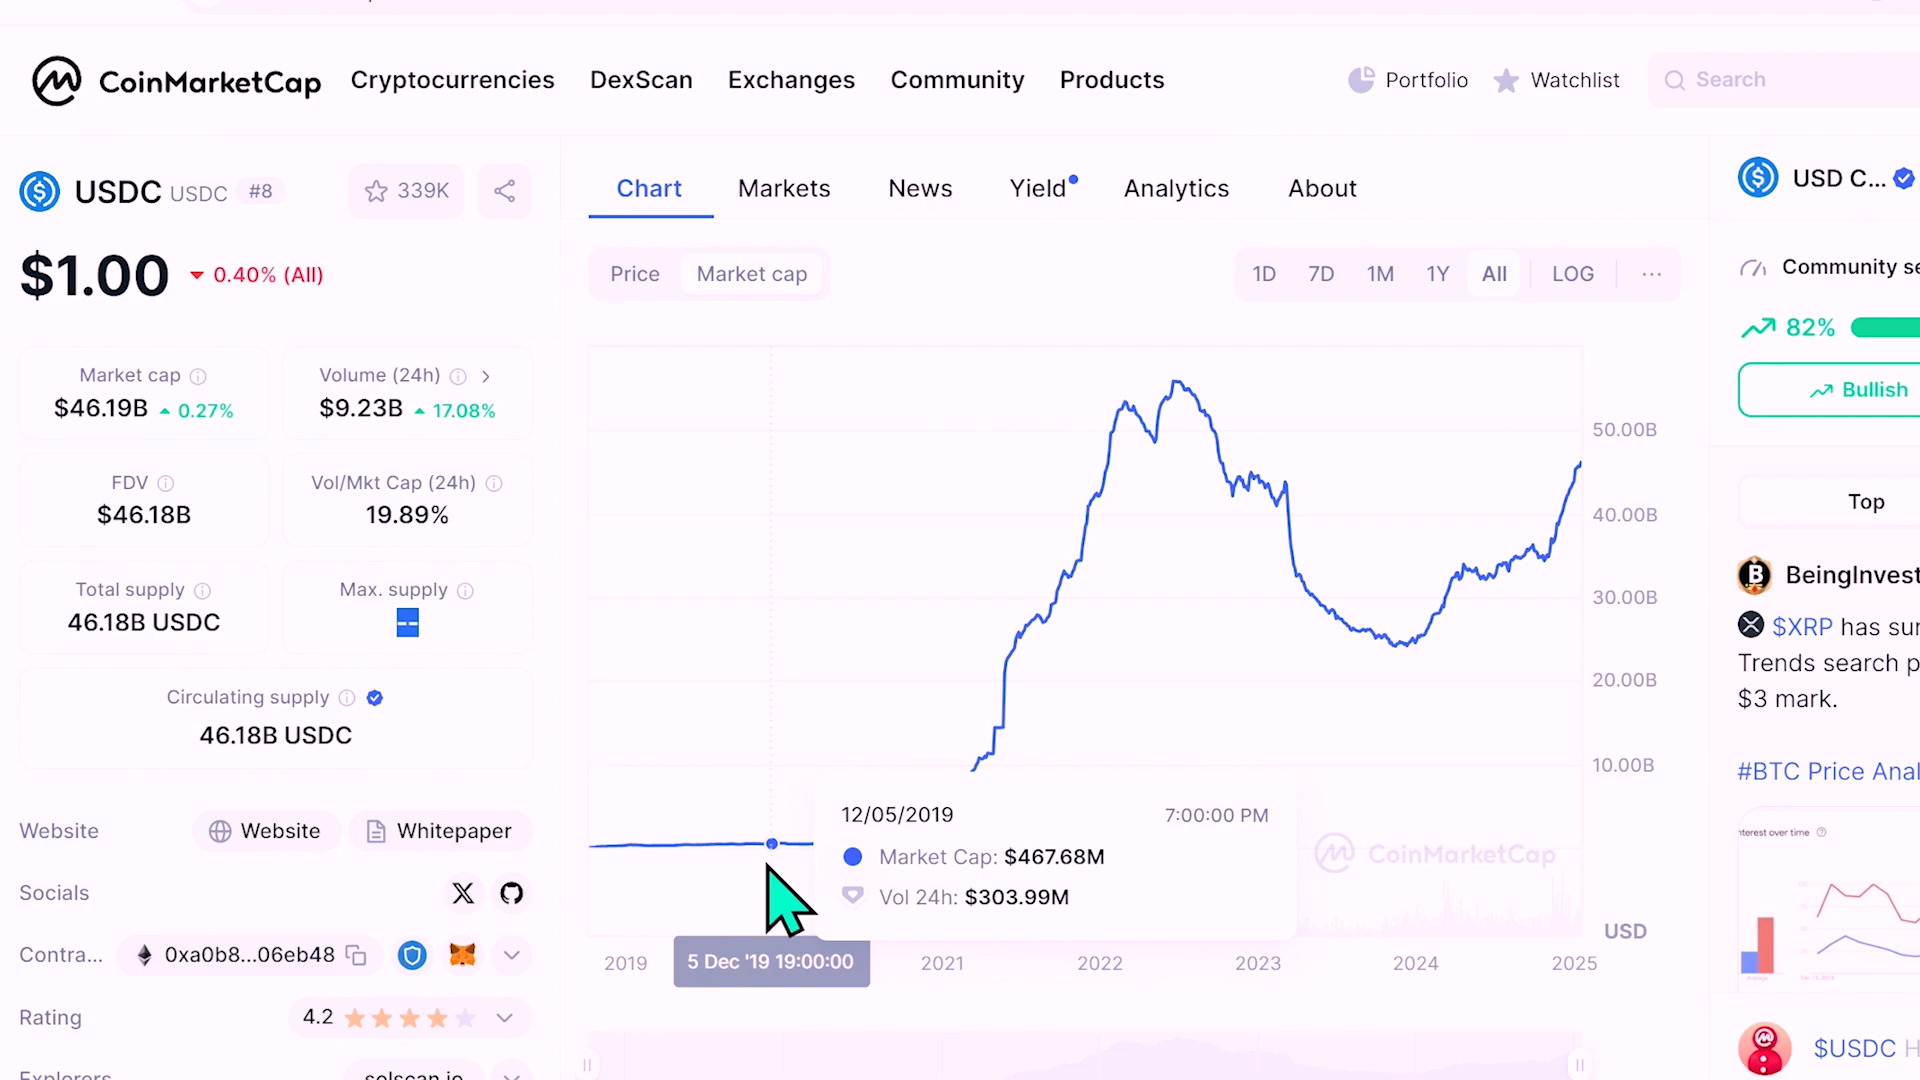 CoinMarketCap Cryptocurrencies DexScan Exchanges Community Products Portfolio Watchlist Search
USDC USDC #8 339K
$1.00 0.40% (All)
Market cap
$46.19B 0.27%
Volume (24h)
$9.23B 17.08%
FDV
$46.18B
Vol/Mkt Cap (24h)
19.89%
Total supply
46.18B USDC
Max. supply
Circulating supply
46.18B USDC
Website Website Whitepaper
Socials
Contra... 0xa0b8...06eb48
Rating 4.2
Explorers solscan.io
Chart Markets News Yield Analytics About
Price Market cap
1D 7D 1M 1Y All LOG ...
50.00B
40.00B
30.00B
20.00B
10.00B
12/05/2019 7:00:00 PM
Market Cap: $467.68M
Vol 24h: $303.99M
CoinMarketCap
USD
2019 5 Dec '19 19:00:00 2021 2022 2023 2024 2025
USD C...
Community se
82%
Bullish
Top
BeingInvest
$XRP has sur
Trends search p
$3 mark.
#BTC Price Anal
nterest over time
Average
$USDC H